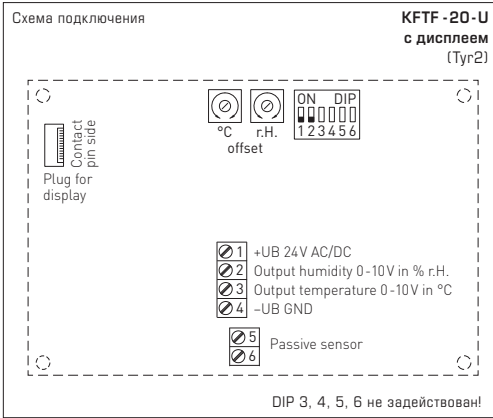 Схема подключения
KFTF - 20 - U
с дисплеем
(Tyr2)
ON DIP
1 2 3 4 5 6
°C r.H.
offset
Contact
pin side
Plug for
display
1 +UB 24V AC/DC
2 Output humidity 0-10V in % r.H.
3 Output temperature 0-10V in °C
4 –UB GND
5
6
Passive sensor
DIP 3, 4, 5, 6 не задействован!